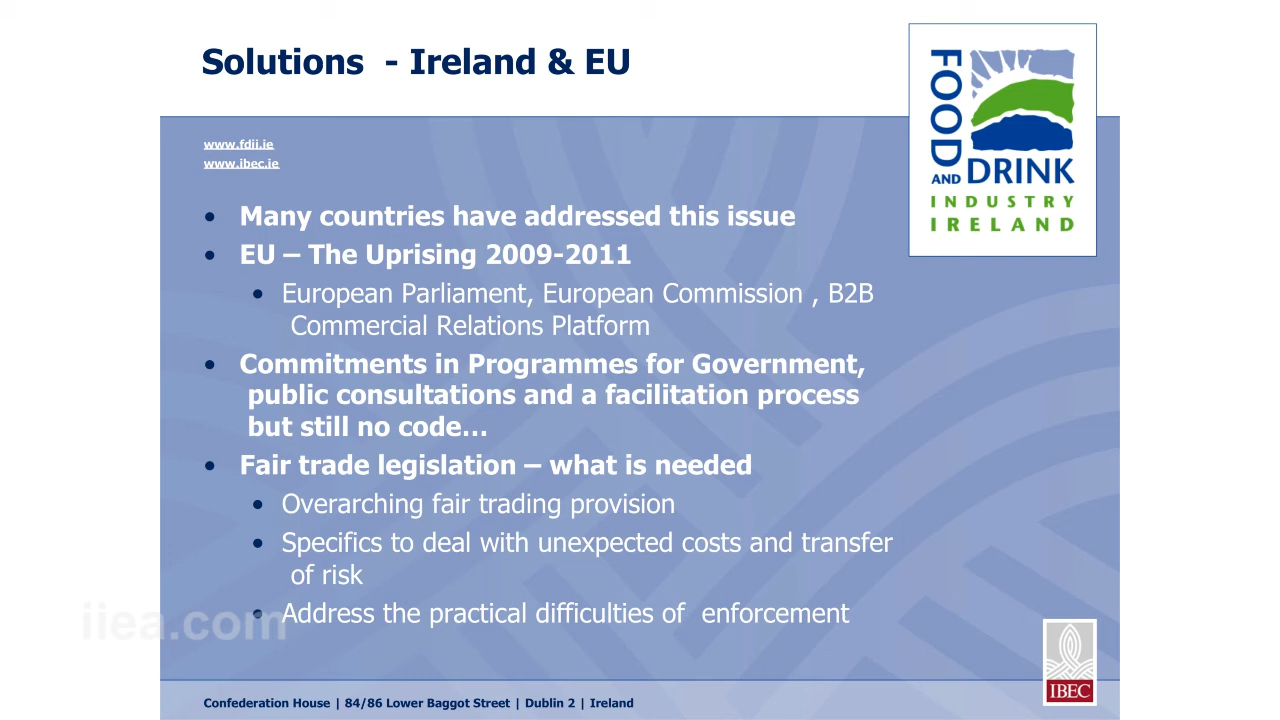 Solutions - Ireland & EU
FOOD
AND DRINK
INDUSTRY
IRELAND
www.fdii.ie
www.ibec.ie
• Many countries have addressed this issue
• EU – The Uprising 2009-2011
• European Parliament, European Commission , B2B
Commercial Relations Platform
• Commitments in Programmes for Government,
public consultations and a facilitation process
but still no code…
• Fair trade legislation – what is needed
• Overarching fair trading provision
• Specifics to deal with unexpected costs and transfer
of risk
• Address the practical difficulties of enforcement
iiea.com
IBEC
Confederation House | 84/86 Lower Baggot Street | Dublin 2 | Ireland